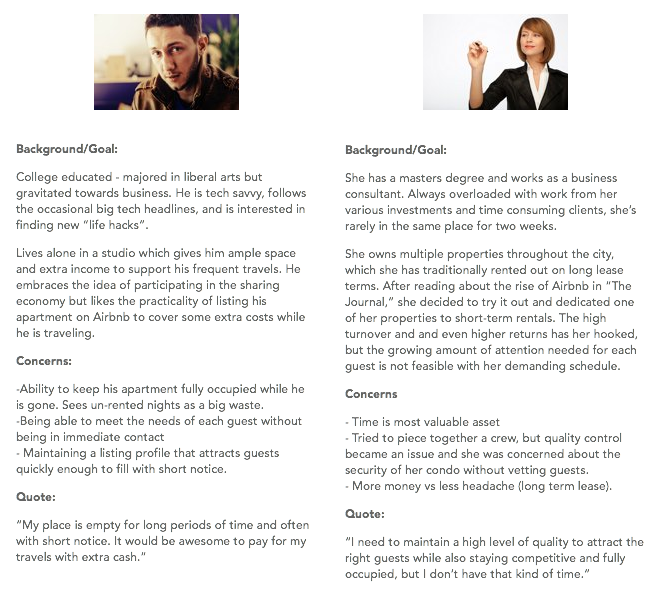 Background/Goal:
College educated - majored in liberal arts but
gravitated towards business. He is tech savvy, follows
the occasional big tech headlines, and is interested in
finding new “life hacks”.
Lives alone in a studio which gives him ample space
and extra income to support his frequent travels. He
embraces the idea of participating in the sharing
economy but likes the practicality of listing his
apartment on Airbnb to cover some extra costs while
he is traveling.
Concerns:
-Ability to keep his apartment fully occupied while he
is gone. Sees un-rented nights as a big waste.
-Being able to meet the needs of each guest without
being in immediate contact
- Maintaining a listing profile that attracts guests
quickly enough to fill with short notice.
Quote:
“My place is empty for long periods of time and often
with short notice. It would be awesome to pay for my
travels with extra cash.”
Background/Goal:
She has a masters degree and works as a business
consultant. Always overloaded with work from her
various investments and time consuming clients, she’s
rarely in the same place for two weeks.
She owns multiple properties throughout the city,
which she has traditionally rented out on long lease
terms. After reading about the rise of Airbnb in “The
Journal,” she decided to try it out and dedicated one
of her properties to short-term rentals. The high
turnover and and even higher returns has her hooked,
but the growing amount of attention needed for each
guest is not feasible with her demanding schedule.
Concerns
- Time is most valuable asset
- Tried to piece together a crew, but quality control
became an issue and she was concerned about the
security of her condo without vetting guests.
- More money vs less headache (long term lease).
Quote:
“I need to maintain a high level of quality to attract the
right guests while also staying competitive and fully
occupied, but I don’t have that kind of time.”